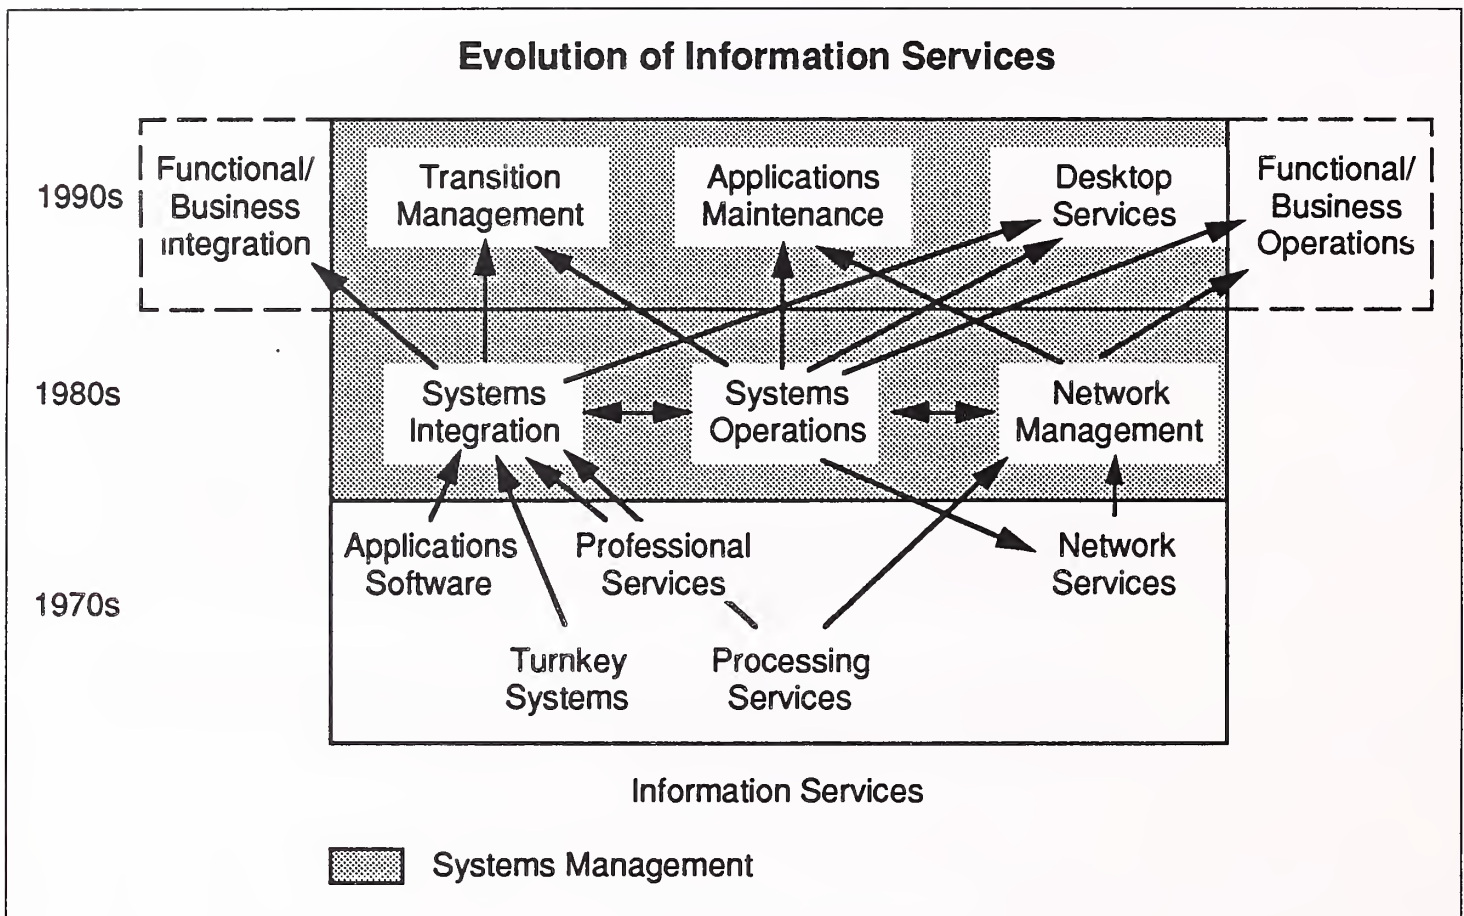 Evolution of Information Services
1990s
Functional/
Business
Integration
Transition
Management
Applications
Maintenance
Desktop
Services
Functional/
Business
Operations
1980s
Systems
Integration
Systems
Operations
Network
Management
1970s
Applications
Software
Professional
Services
Network
Services
Turnkey
Systems
Processing
Services
Information Services
Systems Management